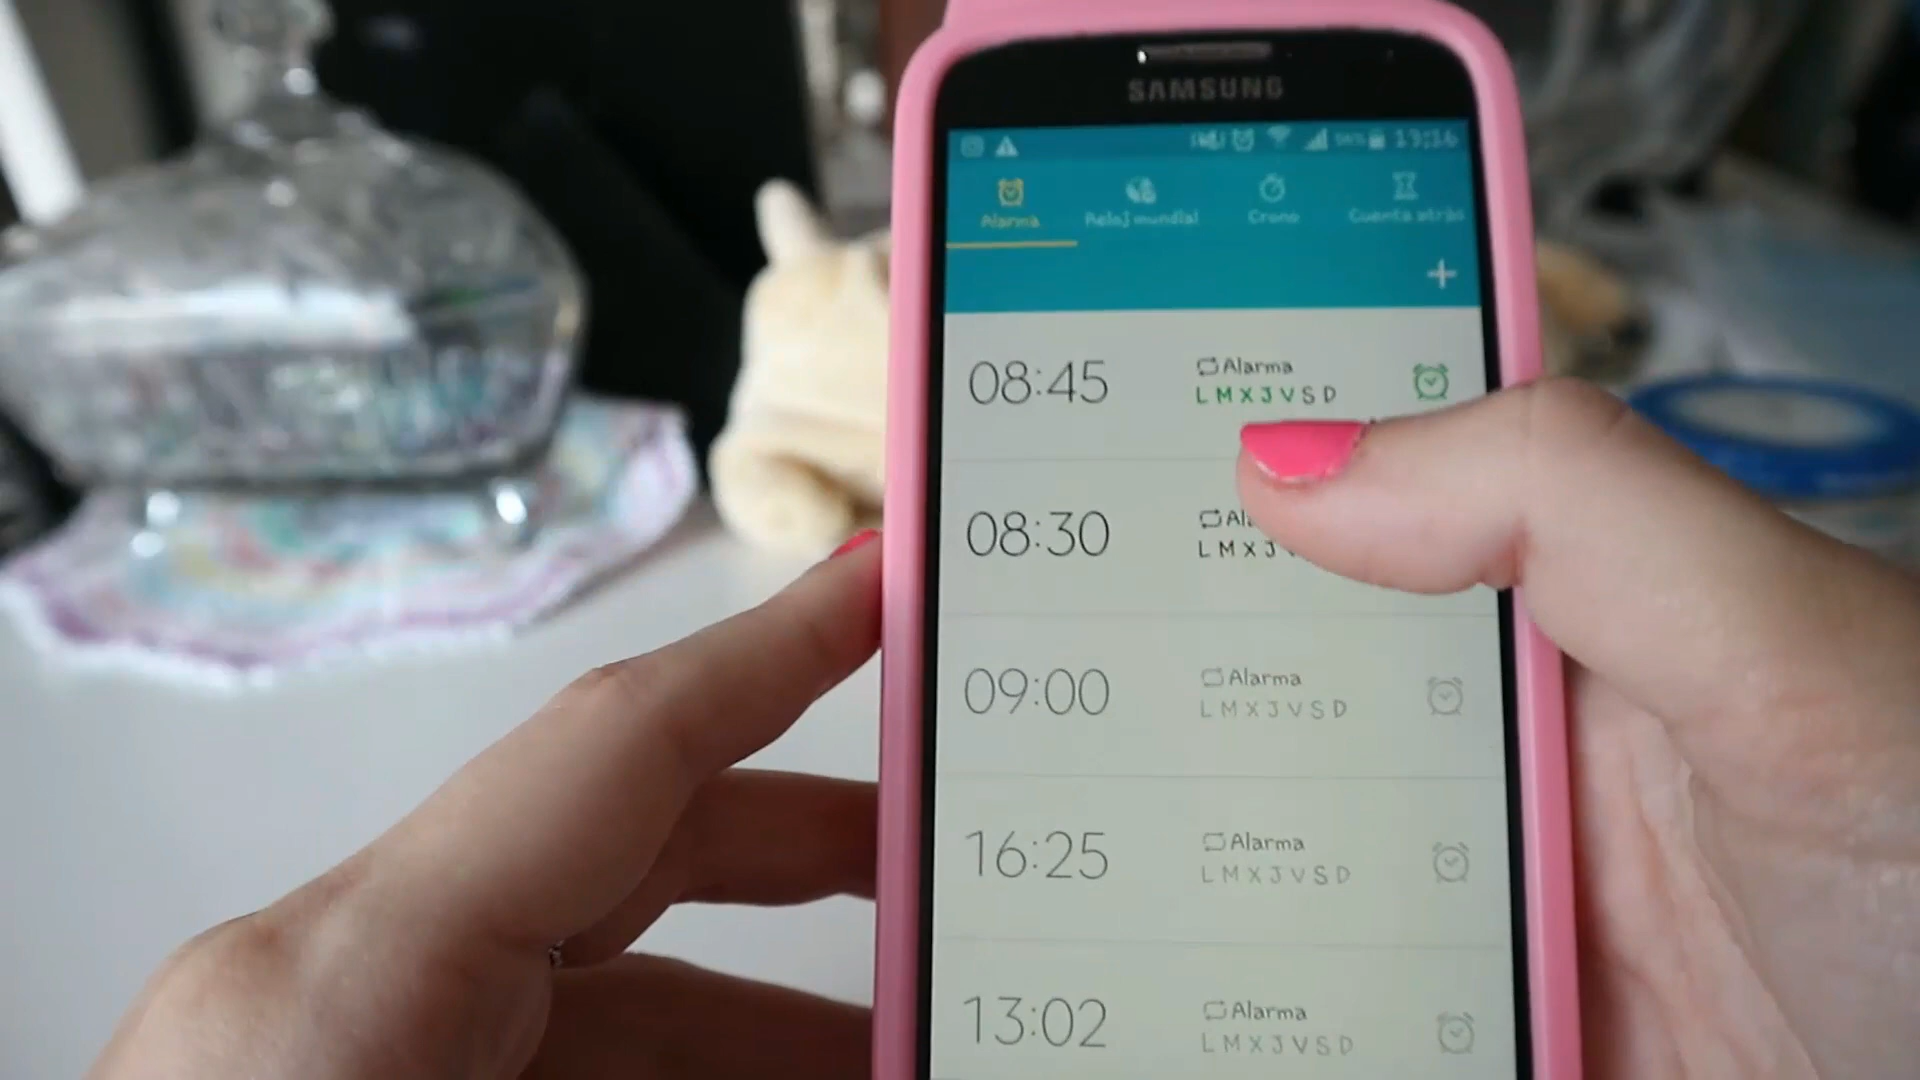 SAMSUNG
13:16
Alarma
Reloj mundial
Crono
Cuenta atrás
+
08:45
Alarma
L M X J V S D
08:30
Al
L M X J
09:00
Alarma
L M X J V S D
16:25
Alarma
L M X J V S D
13:02
Alarma
L M X J V S D